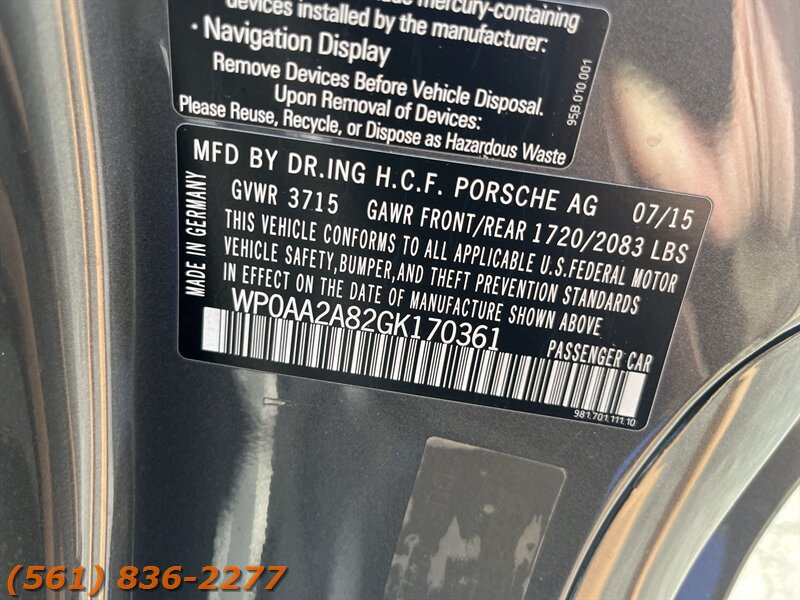 mercury-containing
devices installed by the manufacturer:
· Navigation Display
Remove Devices Before Vehicle Disposal.
Upon Removal of Devices:
Please Reuse, Recycle, or Dispose as Hazardous Waste
95B.010.001
MFD BY DR.ING H.C.F. PORSCHE AG 07/15
GVWR 3715 GAWR FRONT/REAR 1720/2083 LBS
THIS VEHICLE CONFORMS TO ALL APPLICABLE U.S.FEDERAL MOTOR
VEHICLE SAFETY,BUMPER,AND THEFT PREVENTION STANDARDS
IN EFFECT ON THE DATE OF MANUFACTURE SHOWN ABOVE
MADE IN GERMANY
WP0AA2A82GK170361
PASSENGER CAR
981.701.111.10
(561) 836-2277